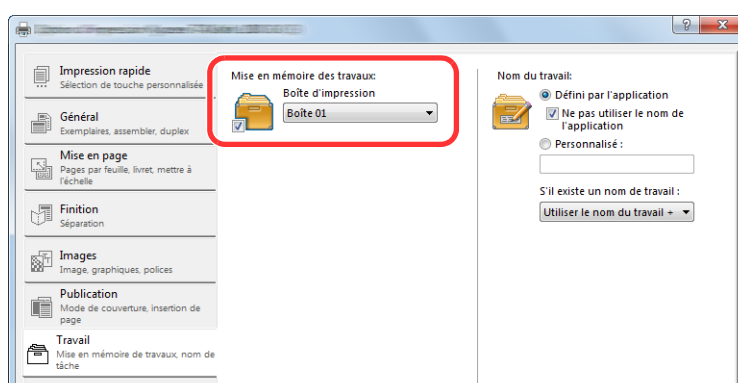 Impression rapide
Sélection de touche personnalisée
Général
Exemplaires, assembler, duplex
Mise en page
Pages par feuille, livret, mettre à
l'échelle
Finition
Séparation
Images
Image, graphiques, polices
Publication
Mode de couverture, insertion de
page
Travail
Mise en mémoire de travaux, nom de
tâche
Mise en mémoire des travaux:
Boîte d'impression
Boîte 01
Nom du travail:
Défini par l'application
Ne pas utiliser le nom de
l'application
Personnalisé :
S'il existe un nom de travail :
Utiliser le nom du travail +